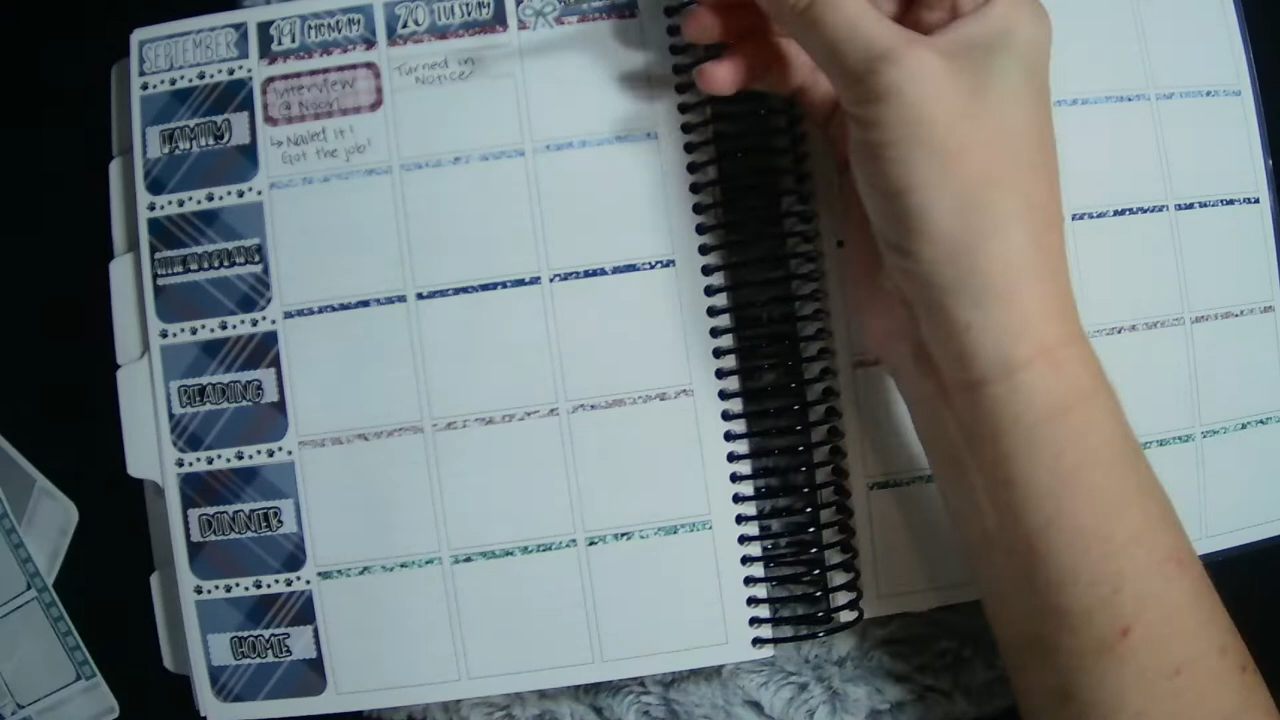 SEPTEMBER
19 MONDAY
20 TUESDAY
Interview
@ Noon
↳ Nailed it!
Got the job!
Turned in
Notice
FAMILY
READING
DINNER
HOME